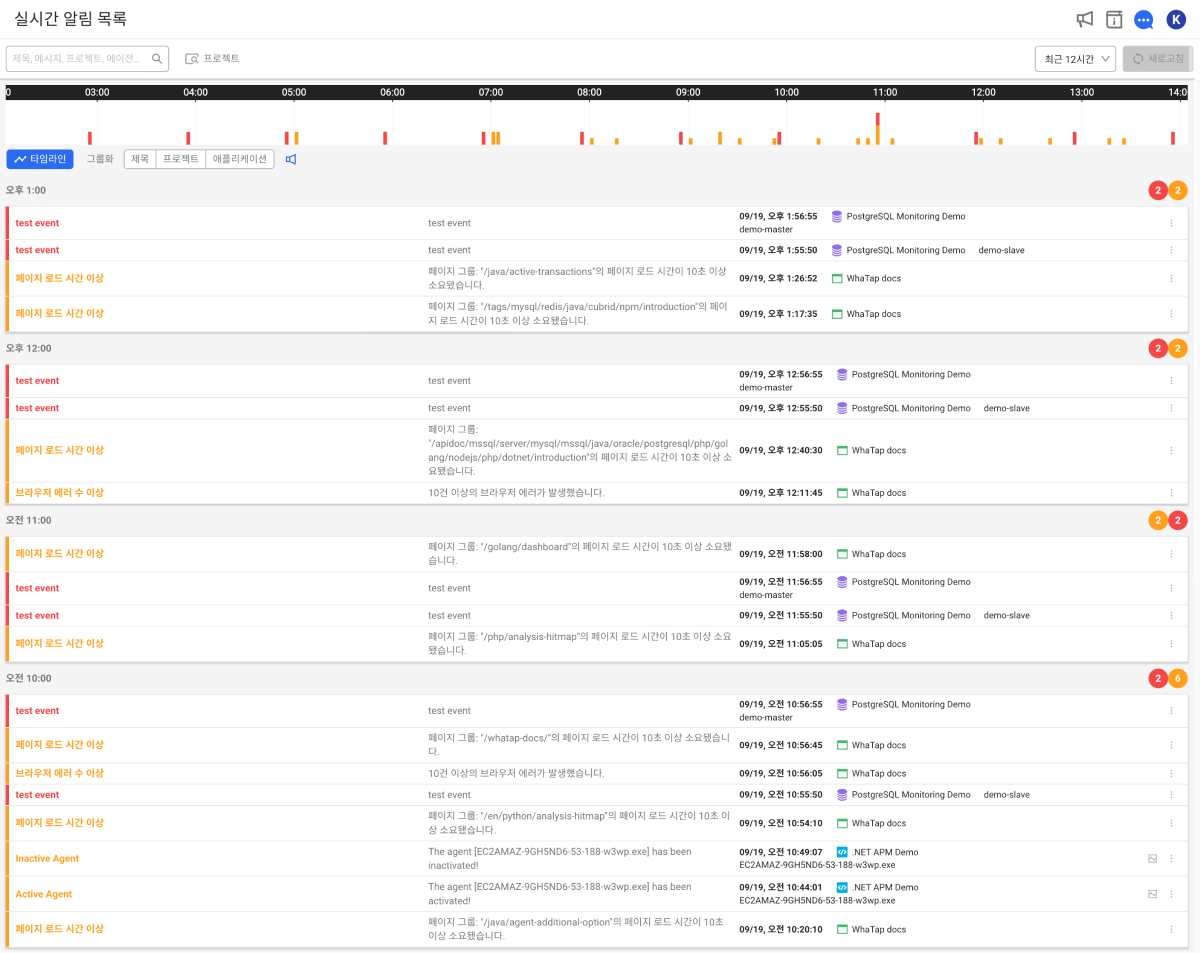 실시간 알림 목록
K
제목, 메시지, 프로젝트, 에이전...
프로젝트
최근 12시간
새로고침
0 03:00 04:00 05:00 06:00 07:00 08:00 09:00 10:00 11:00 12:00 13:00 14:0
타임라인 그룹화 제목 프로젝트 애플리케이션
오후 1:00 2 2
test event test event 09/19, 오후 1:56:55 PostgreSQL Monitoring Demo
demo-master
test event test event 09/19, 오후 1:55:50 PostgreSQL Monitoring Demo demo-slave
페이지 로드 시간 이상 페이지 그룹: "/java/active-transactions"의 페이지 로드 시간이 10초 이상
소요됐습니다. 09/19, 오후 1:26:52 WhaTap docs
페이지 로드 시간 이상 페이지 그룹: "/tags/mysql/redis/java/cubrid/npm/introduction"의 페이
지 로드 시간이 10초 이상 소요됐습니다. 09/19, 오후 1:17:35 WhaTap docs
오후 12:00 2 2
test event test event 09/19, 오후 12:56:55 PostgreSQL Monitoring Demo
demo-master
test event test event 09/19, 오후 12:55:50 PostgreSQL Monitoring Demo demo-slave
페이지 로드 시간 이상 페이지 그룹:
"/apidoc/mssql/server/mysql/mssql/java/oracle/postgresql/php/gol
ang/nodejs/php/dotnet/introduction"의 페이지 로드 시간이 10초 이상 소
요됐습니다. 09/19, 오후 12:40:30 WhaTap docs
브라우저 에러 수 이상 10건 이상의 브라우저 에러가 발생했습니다. 09/19, 오후 12:11:45 WhaTap docs
오전 11:00 2 2
페이지 로드 시간 이상 페이지 그룹: "/golang/dashboard"의 페이지 로드 시간이 10초 이상 소요됐
습니다. 09/19, 오전 11:58:00 WhaTap docs
test event test event 09/19, 오전 11:56:55 PostgreSQL Monitoring Demo
demo-master
test event test event 09/19, 오전 11:55:50 PostgreSQL Monitoring Demo demo-slave
페이지 로드 시간 이상 페이지 그룹: "/php/analysis-hitmap"의 페이지 로드 시간이 10초 이상 소요
됐습니다. 09/19, 오전 11:05:05 WhaTap docs
오전 10:00 2 6
test event test event 09/19, 오전 10:56:55 PostgreSQL Monitoring Demo
demo-master
페이지 로드 시간 이상 페이지 그룹: "/whatap-docs/"의 페이지 로드 시간이 10초 이상 소요됐습니
다. 09/19, 오전 10:56:45 WhaTap docs
브라우저 에러 수 이상 10건 이상의 브라우저 에러가 발생했습니다. 09/19, 오전 10:56:05 WhaTap docs
test event test event 09/19, 오전 10:55:50 PostgreSQL Monitoring Demo demo-slave
페이지 로드 시간 이상 페이지 그룹: "/en/python/analysis-hitmap"의 페이지 로드 시간이 10초 이
상 소요됐습니다. 09/19, 오전 10:54:10 WhaTap docs
Inactive Agent The agent [EC2AMAZ-9GH5ND6-53-188-w3wp.exe] has been
inactivated! 09/19, 오전 10:49:07 .NET APM Demo
EC2AMAZ-9GH5ND6-53-188-w3wp.exe
Active Agent The agent [EC2AMAZ-9GH5ND6-53-188-w3wp.exe] has been
activated! 09/19, 오전 10:44:01 .NET APM Demo
EC2AMAZ-9GH5ND6-53-188-w3wp.exe
페이지 로드 시간 이상 페이지 그룹: "/java/agent-additional-option"의 페이지 로드 시간이 10초
이상 소요됐습니다. 09/19, 오전 10:20:10 WhaTap docs